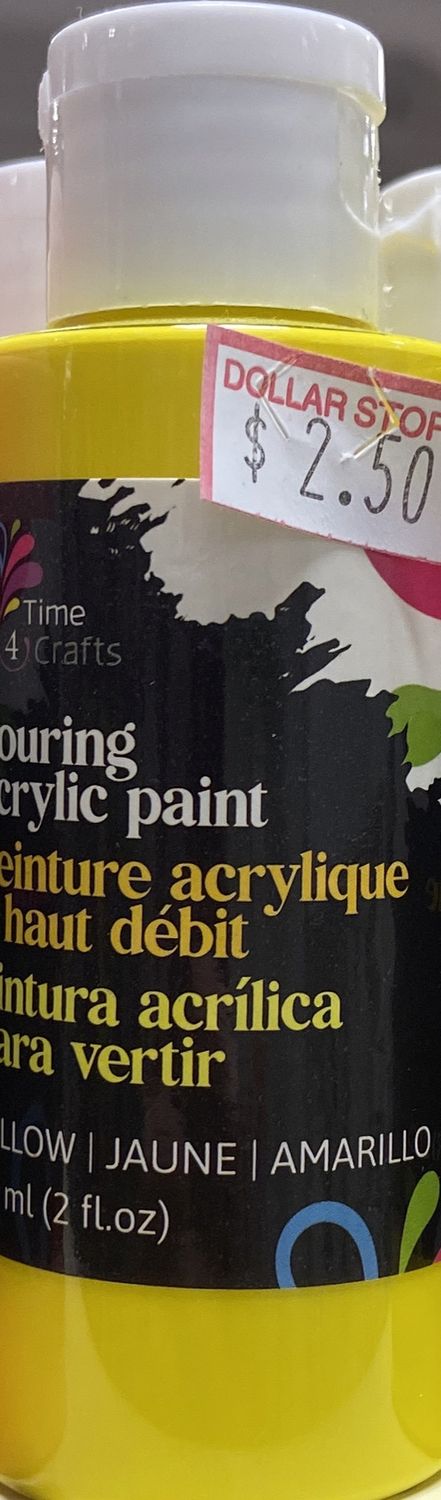 DOLLAR STOP
$ 2.50
Time
4 Crafts
ouring
crylic paint
einture acrylique
haut débit
intura acrílica
ara vertir
LLOW | JAUNE | AMARILLO
ml (2 fl.oz)